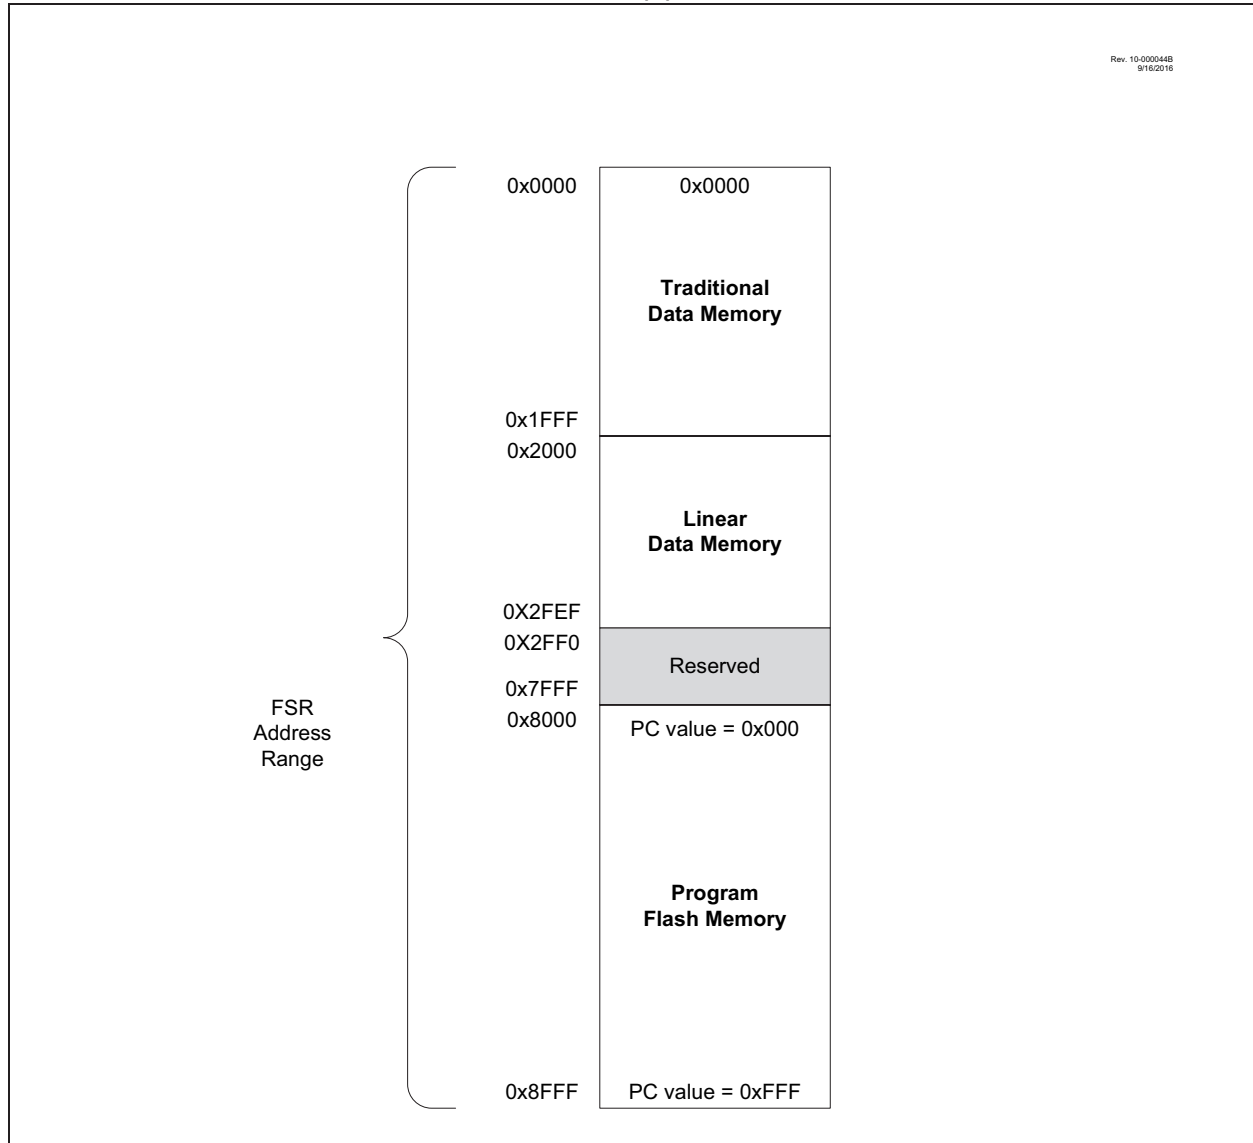 Rev. 10-000044B
9/16/2016
0x0000
0x0000
Traditional
Data Memory
0x1FFF
0x2000
Linear
Data Memory
0X2FEF
0X2FF0
Reserved
0x7FFF
0x8000
PC value = 0x000
FSR
Address
Range
Program
Flash Memory
0x8FFF
PC value = 0xFFF